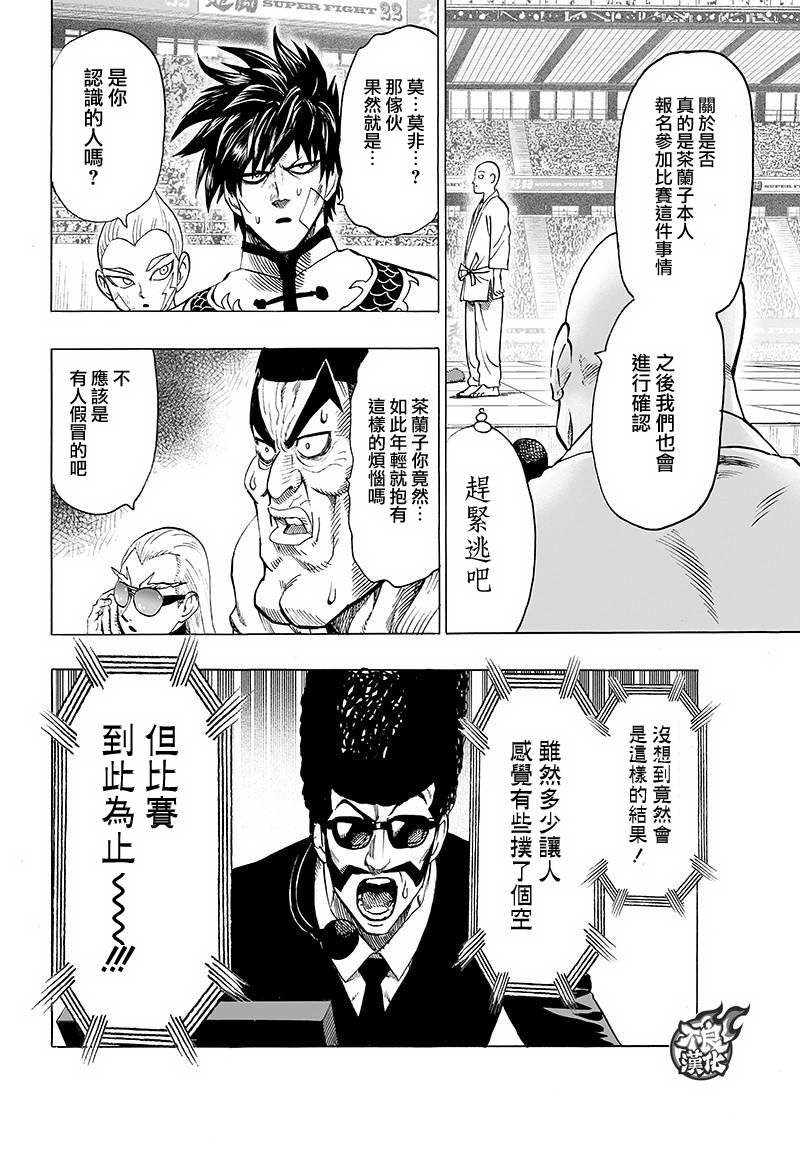 關於是否
真的是茶蘭子本人
報名參加比賽這件事情
之後我們也會
進行確認
趕緊逃吧
SUPER FIGHT 22
莫…莫非…?
那傢伙
果然就是…
是你
認識的人嗎?
茶蘭子你竟然…
如此年輕就抱有
這樣的煩惱嗎
不
應該是
有人假冒的吧
沒想到竟然會
是這樣的結果!
雖然多少讓人
感覺有些撲了個空
但比賽
到此為止~~~!!!
狼
漢化